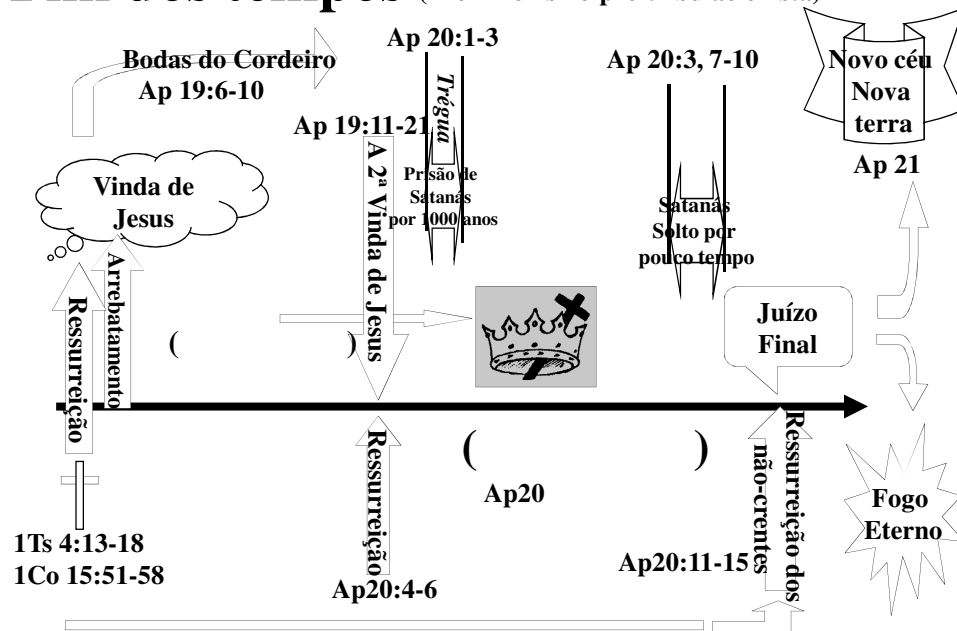 Bodas do Cordeiro
Ap 19:6-10
Ap 20:1-3
Trégua
Ap 20:3, 7-10
Novo céu
Nova
terra
Ap 21
Ap 19:11-21
A 2ª Vinda de Jesus
Prisão de
Satanás
por 1000 anos
Satanás
Solto por
pouco tempo
Vinda de
Jesus
Ressurreição
Arrebatamento
( )
Juízo
Final
Ressurreição
( )
Ap20
Ressurreição dos
não-crentes
Fogo
Eterno
1Ts 4:13-18
1Co 15:51-58
Ap20:4-6
Ap20:11-15